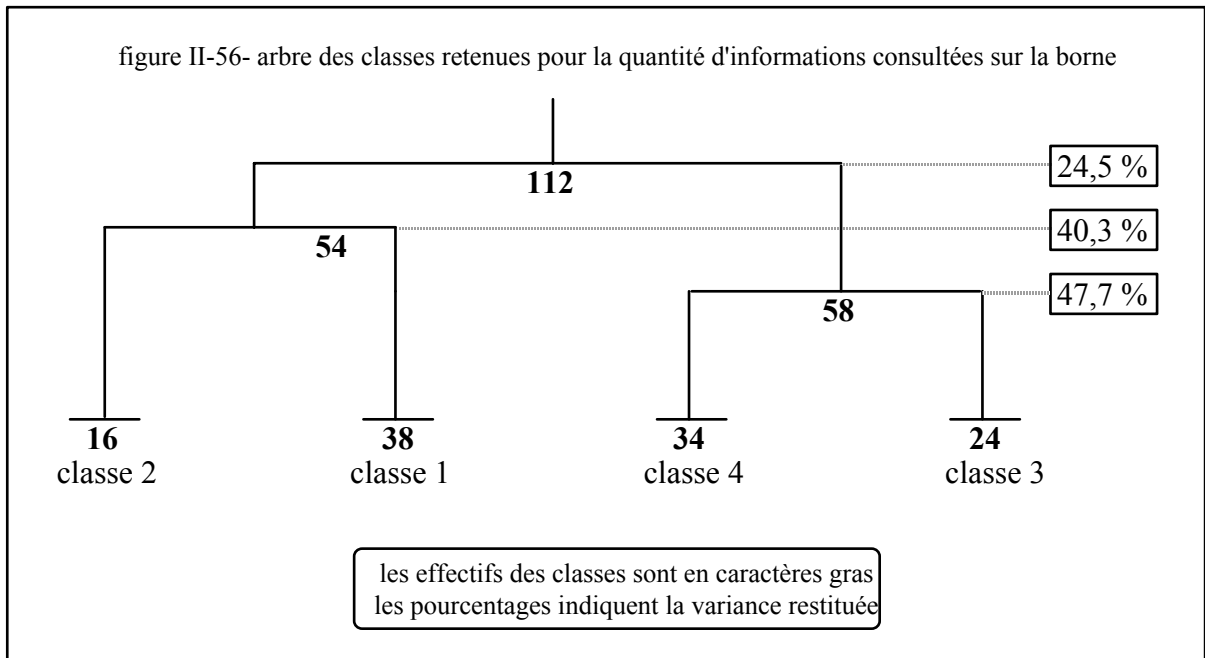 figure II-56- arbre des classes retenues pour la quantité d'informations consultées sur la borne
112
24,5 %
54
40,3 %
58
47,7 %
16
classe 2
38
classe 1
34
classe 4
24
classe 3
les effectifs des classes sont en caractères gras
les pourcentages indiquent la variance restituée